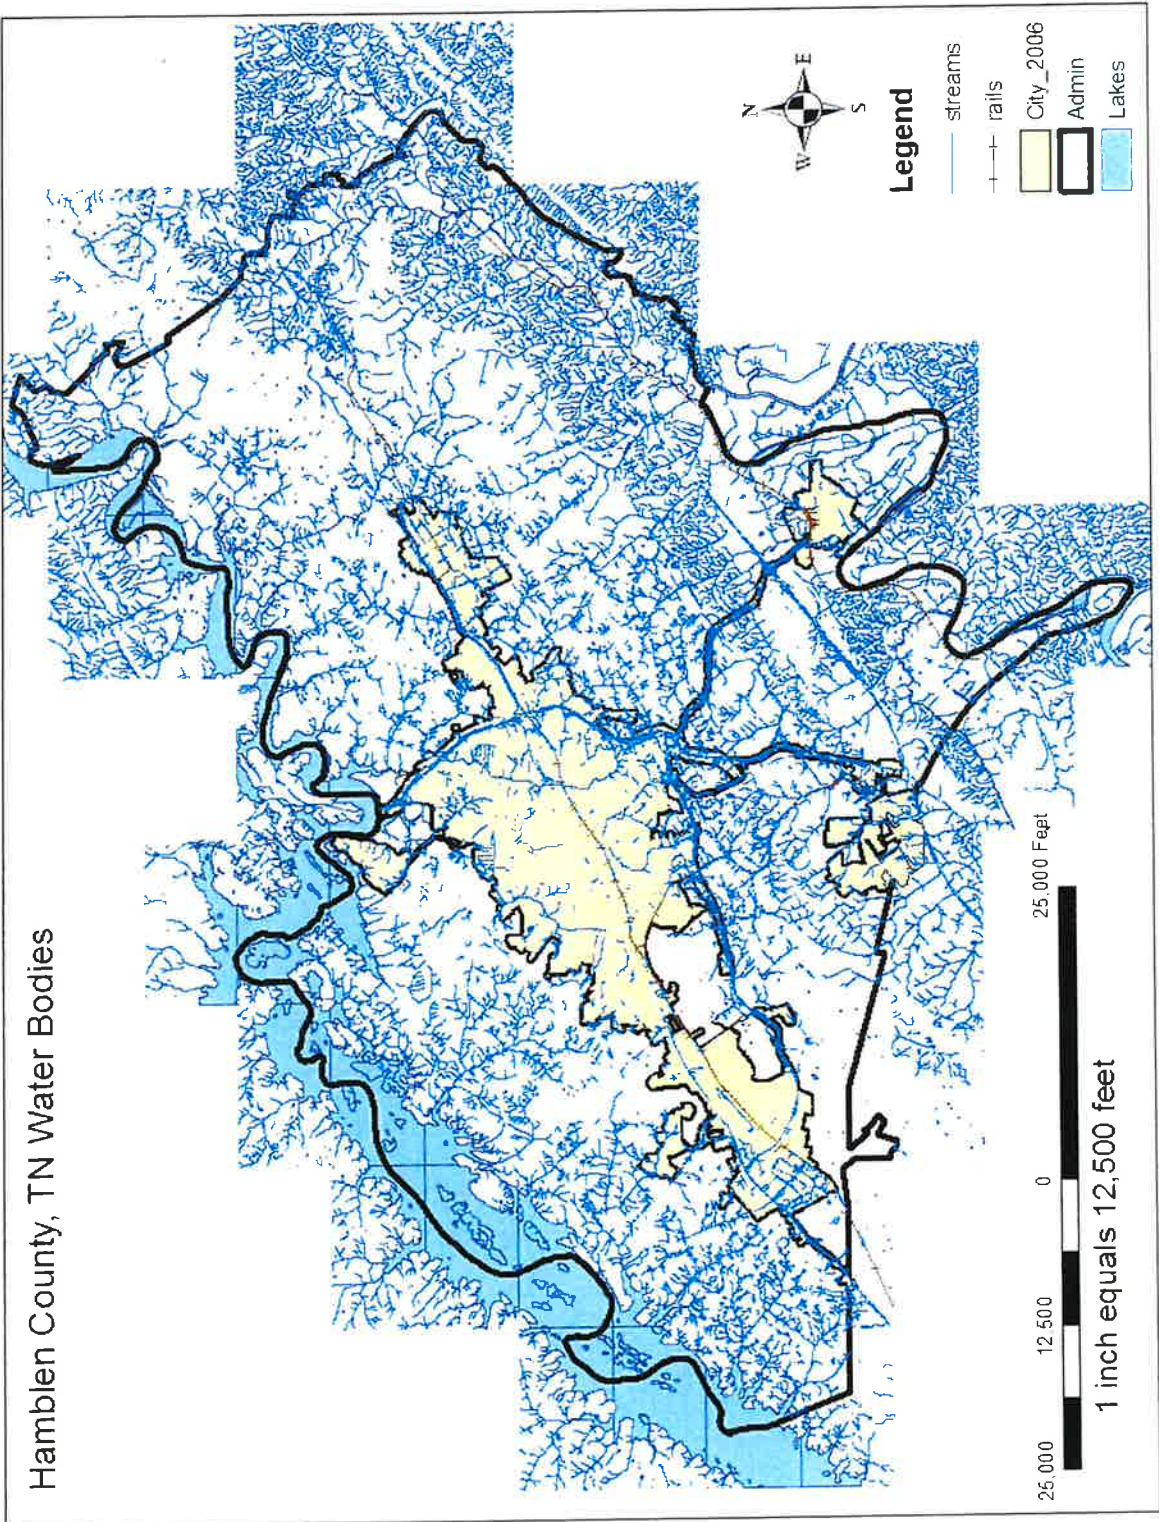 Hamblen County, TN Water Bodies
N
W E
S
Legend
streams
rails
City_2006
Admin
Lakes
25,000 12,500 0 25,000 Feet
1 inch equals 12,500 feet